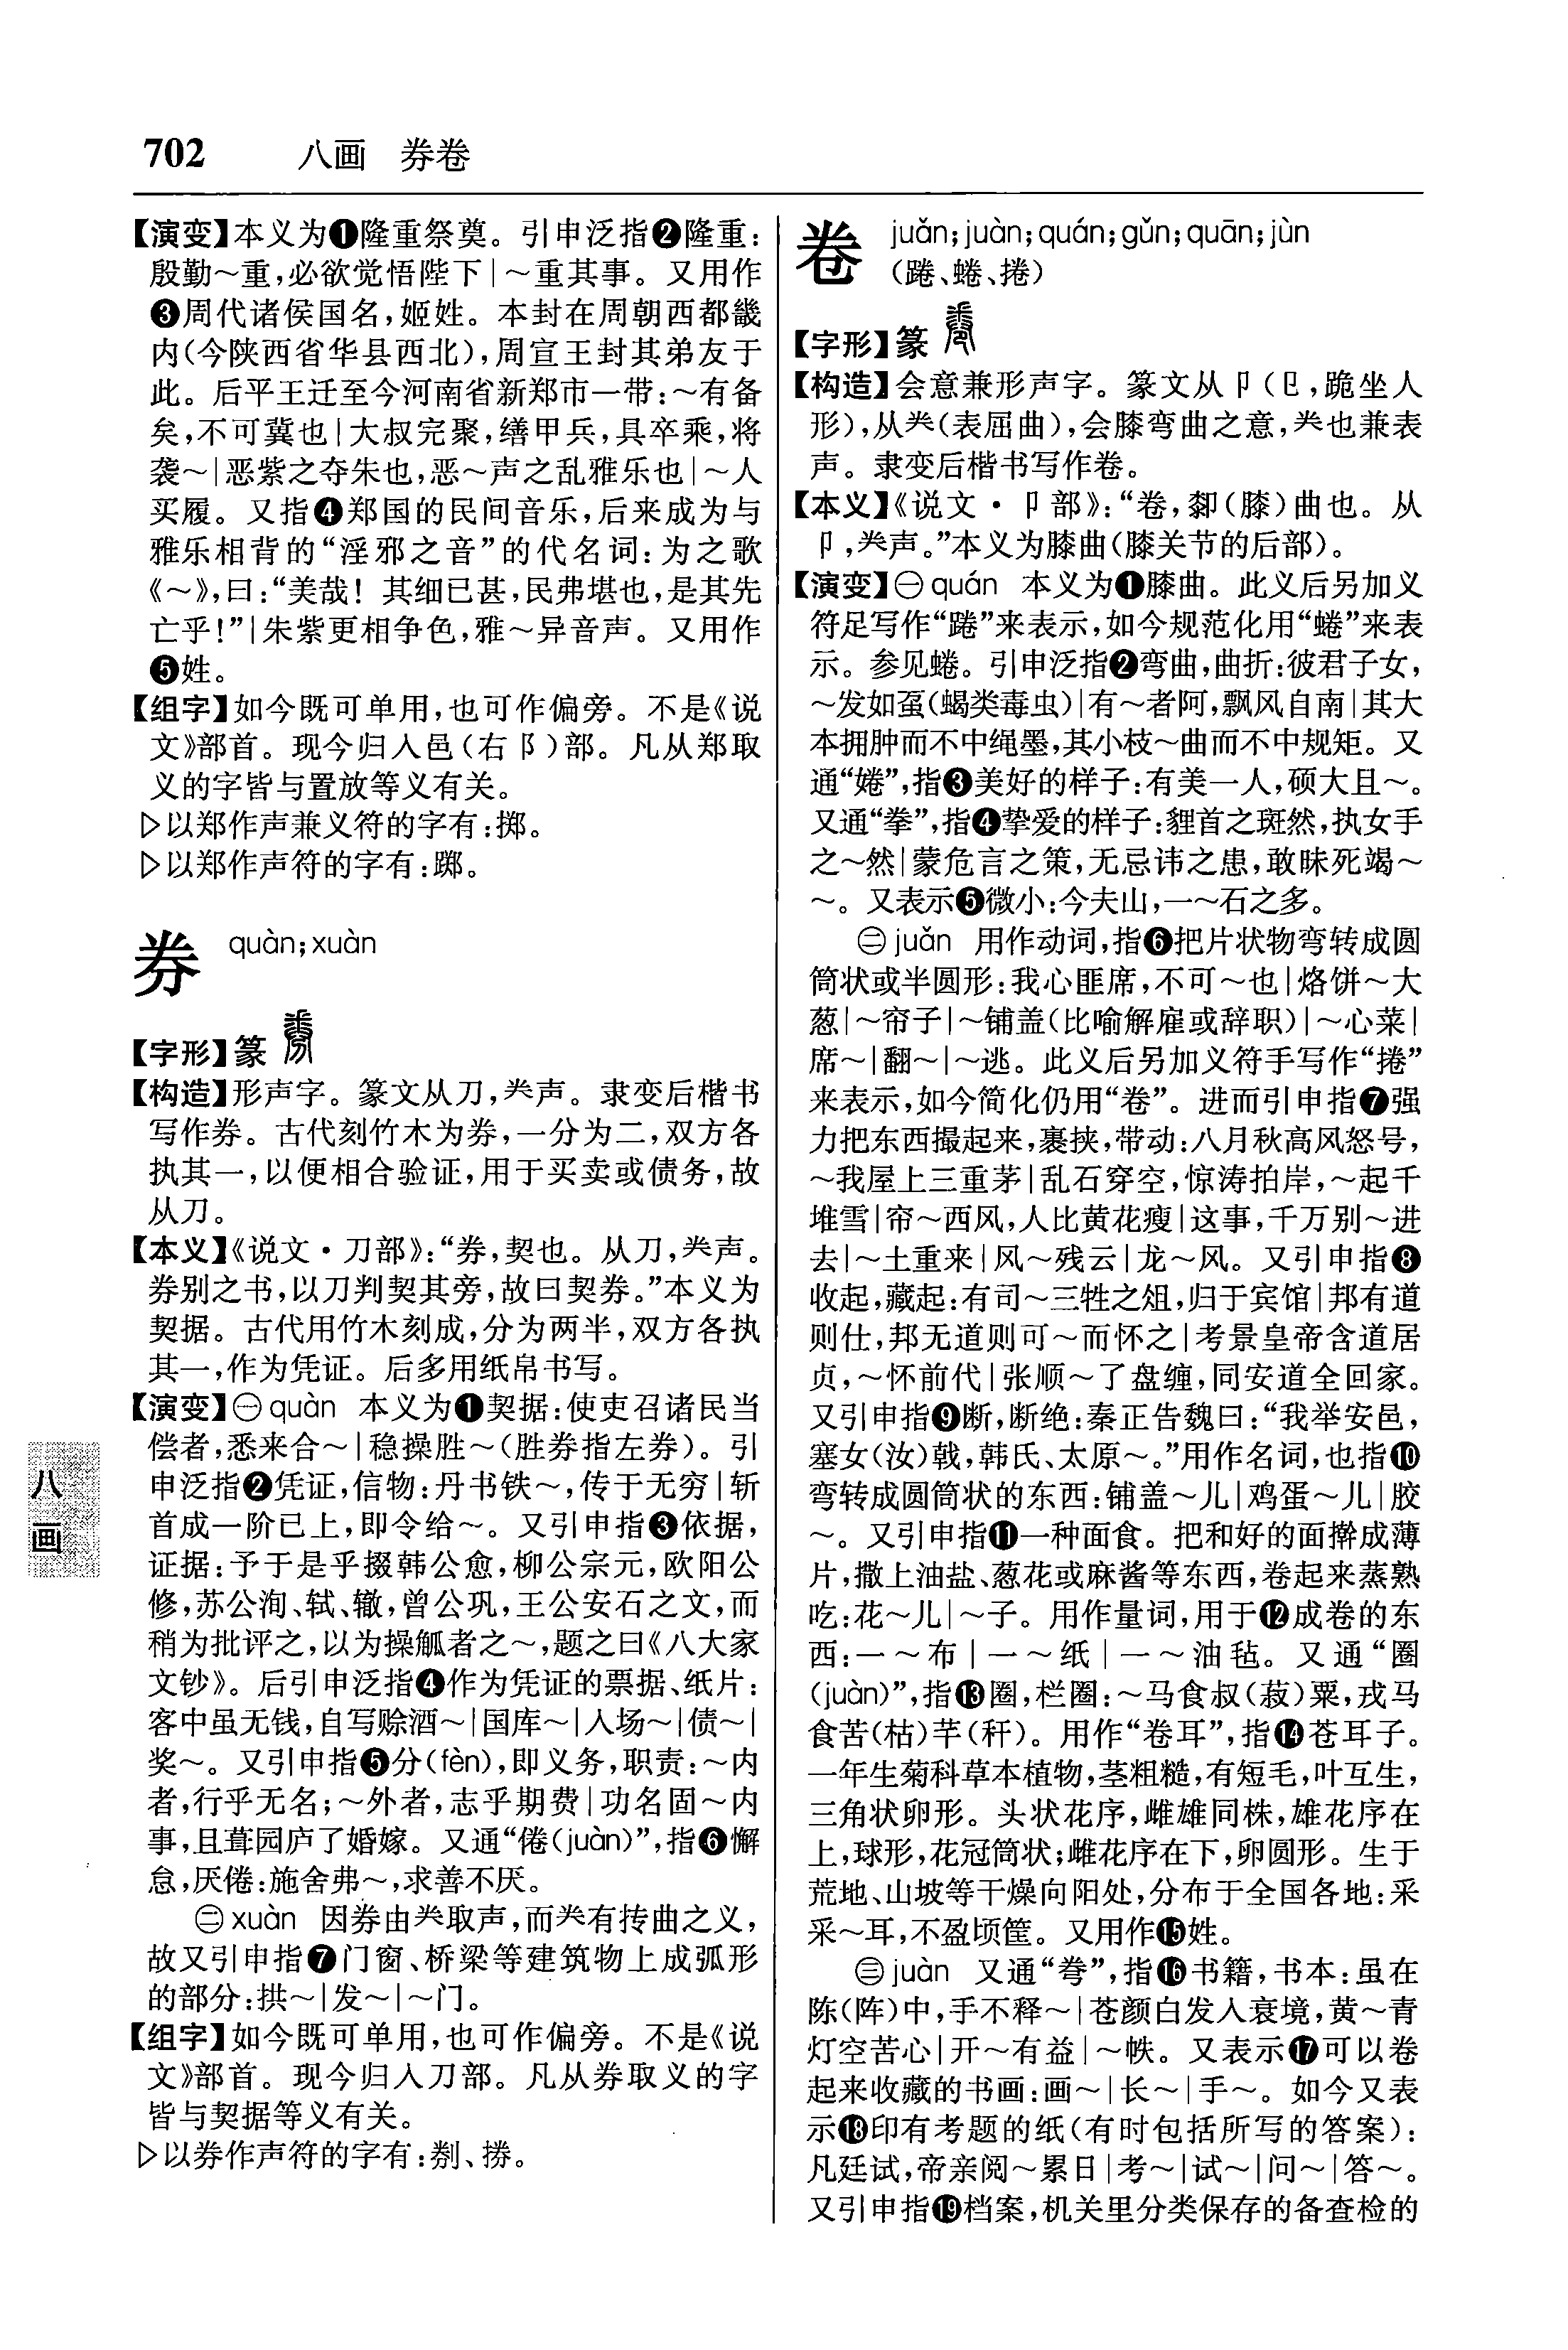 702 八画 券卷
【演变】本义为❶隆重祭奠。引申泛指❷隆重:
殷勤～重,必欲觉悟陛下|～重其事。又用作
❸周代诸侯国名,姬姓。本封在周朝西都畿
内(今陕西省华县西北),周宣王封其弟友于
此。后平王迁至今河南省新郑市一带:～有备
矣,不可冀也|大叔完聚,缮甲兵,具卒乘,将
袭～|恶紫之夺朱也,恶～声之乱雅乐也|～人
买履。又指❹郑国的民间音乐,后来成为与
雅乐相背的“淫邪之音”的代名词:为之歌
《～》,曰:“美哉!其细已甚,民弗堪也,是其先
亡乎!”|朱紫更相争色,雅～异音声。又用作
❺姓。
【组字】如今既可单用,也可作偏旁。不是《说
文》部首。现今归入邑(右阝)部。凡从郑取
义的字皆与置放等义有关。
▷以郑作声兼义符的字有:掷。
▷以郑作声符的字有:踯。
券 quàn;xuàn
【字形】篆
【构造】形声字。篆文从刀,龹声。隶变后楷书
写作券。古代刻竹木为券,一分为二,双方各
执其一,以便相合验证,用于买卖或债务,故
从刀。
【本义】《说文·刀部》:“券,契也。从刀,龹声。
券别之书,以刀判契其旁,故曰契券。”本义为
契据。古代用竹木刻成,分为两半,双方各执
其一,作为凭证。后多用纸帛书写。
【演变】㊀quàn 本义为❶契据:使吏召诸民当
偿者,悉来合～|稳操胜～(胜券指左券)。引
申泛指❷凭证,信物:丹书铁～,传于无穷|斩
首成一阶已上,即令给～。又引申指❸依据,
证据:予于是乎掇韩公愈,柳公宗元,欧阳公
修,苏公洵、轼、辙,曾公巩,王公安石之文,而
稍为批评之,以为操觚者之～,题之曰《八大家
文钞》。后引申泛指❹作为凭证的票据、纸片:
客中虽无钱,自写赊酒～|国库～|入场～|债～|
奖～。又引申指❺分(fèn),即义务,职责:～内
者,行乎无名;～外者,志乎期费|功名固～内
事,且葺园庐了婚嫁。又通“倦(juàn)”,指❻懈
怠,厌倦:施舍弗～,求善不厌。
㊁xuàn 因券由龹取声,而龹有抟曲之义,
故又引申指❼门窗、桥梁等建筑物上成弧形
的部分:拱～|发～|～门。
【组字】如今既可单用,也可作偏旁。不是《说
文》部首。现今归入刀部。凡从券取义的字
皆与契据等义有关。
▷以券作声符的字有:剶、㩲。
八画
卷 juǎn;juàn;quán;gǔn;quān;jùn
(踡、蜷、捲)
【字形】篆
【构造】会意兼形声字。篆文从卩(㔾,跪坐人
形),从龹(表屈曲),会膝弯曲之意,龹也兼表
声。隶变后楷书写作卷。
【本义】《说文·卩部》:“卷,厀(膝)曲也。从
卩,龹声。”本义为膝曲(膝关节的后部)。
【演变】㊀quán 本义为❶膝曲。此义后另加义
符足写作“踡”来表示,如今规范化用“蜷”来表
示。参见蜷。引申泛指❷弯曲,曲折:彼君子女,
～发如虿(蝎类毒虫)|有～者阿,飘风自南|其大
本拥肿而不中绳墨,其小枝～曲而不中规矩。又
通“婘”,指❸美好的样子:有美一人,硕大且～。
又通“拳”,指❹挚爱的样子:貍首之斑然,执女手
之～然|蒙危言之策,无忌讳之患,敢昧死竭～
～。又表示❺微小:今夫山,一～石之多。
㊁juǎn 用作动词,指❻把片状物弯转成圆
筒状或半圆形:我心匪席,不可～也|烙饼～大
葱|～帘子|～铺盖(比喻解雇或辞职)|～心菜|
席～|翻～|～逃。此义后另加义符手写作“捲”
来表示,如今简化仍用“卷”。进而引申指❼强
力把东西撮起来,裹挟,带动:八月秋高风怒号,
～我屋上三重茅|乱石穿空,惊涛拍岸,～起千
堆雪|帘～西风,人比黄花瘦|这事,千万别～进
去|～土重来|风～残云|龙～风。又引申指❽
收起,藏起:有司～三牲之俎,归于宾馆|邦有道
则仕,邦无道则可～而怀之|考景皇帝含道居
贞,～怀前代|张顺～了盘缠,同安道全回家。
又引申指❾断,断绝:秦正告魏曰:“我举安邑,
塞女(汝)戟,韩氏、太原～。”用作名词,也指❿
弯转成圆筒状的东西:铺盖～儿|鸡蛋～儿|胶
～。又引申指⓫一种面食。把和好的面擀成薄
片,撒上油盐、葱花或麻酱等东西,卷起来蒸熟
吃:花～儿|～子。用作量词,用于⓬成卷的东
西:一～布|一～纸|一～油毡。又通“圈
(juàn)”,指⓭圈,栏圈:～马食叔(菽)粟,戎马
食苦(枯)芉(秆)。用作“卷耳”,指⓮苍耳子。
一年生菊科草本植物,茎粗糙,有短毛,叶互生,
三角状卵形。头状花序,雌雄同株,雄花序在
上,球形,花冠筒状;雌花序在下,卵圆形。生于
荒地、山坡等干燥向阳处,分布于全国各地:采
采～耳,不盈顷筐。又用作⓯姓。
㊂juàn 又通“弮”,指⓰书籍,书本:虽在
陈(阵)中,手不释～|苍颜白发入衰境,黄～青
灯空苦心|开～有益|～帙。又表示⓱可以卷
起来收藏的书画:画～|长～|手～。如今又表
示⓲印有考题的纸(有时包括所写的答案):
凡廷试,帝亲阅～累日|考～|试～|问～|答～。
又引申指⓳档案,机关里分类保存的备查检的